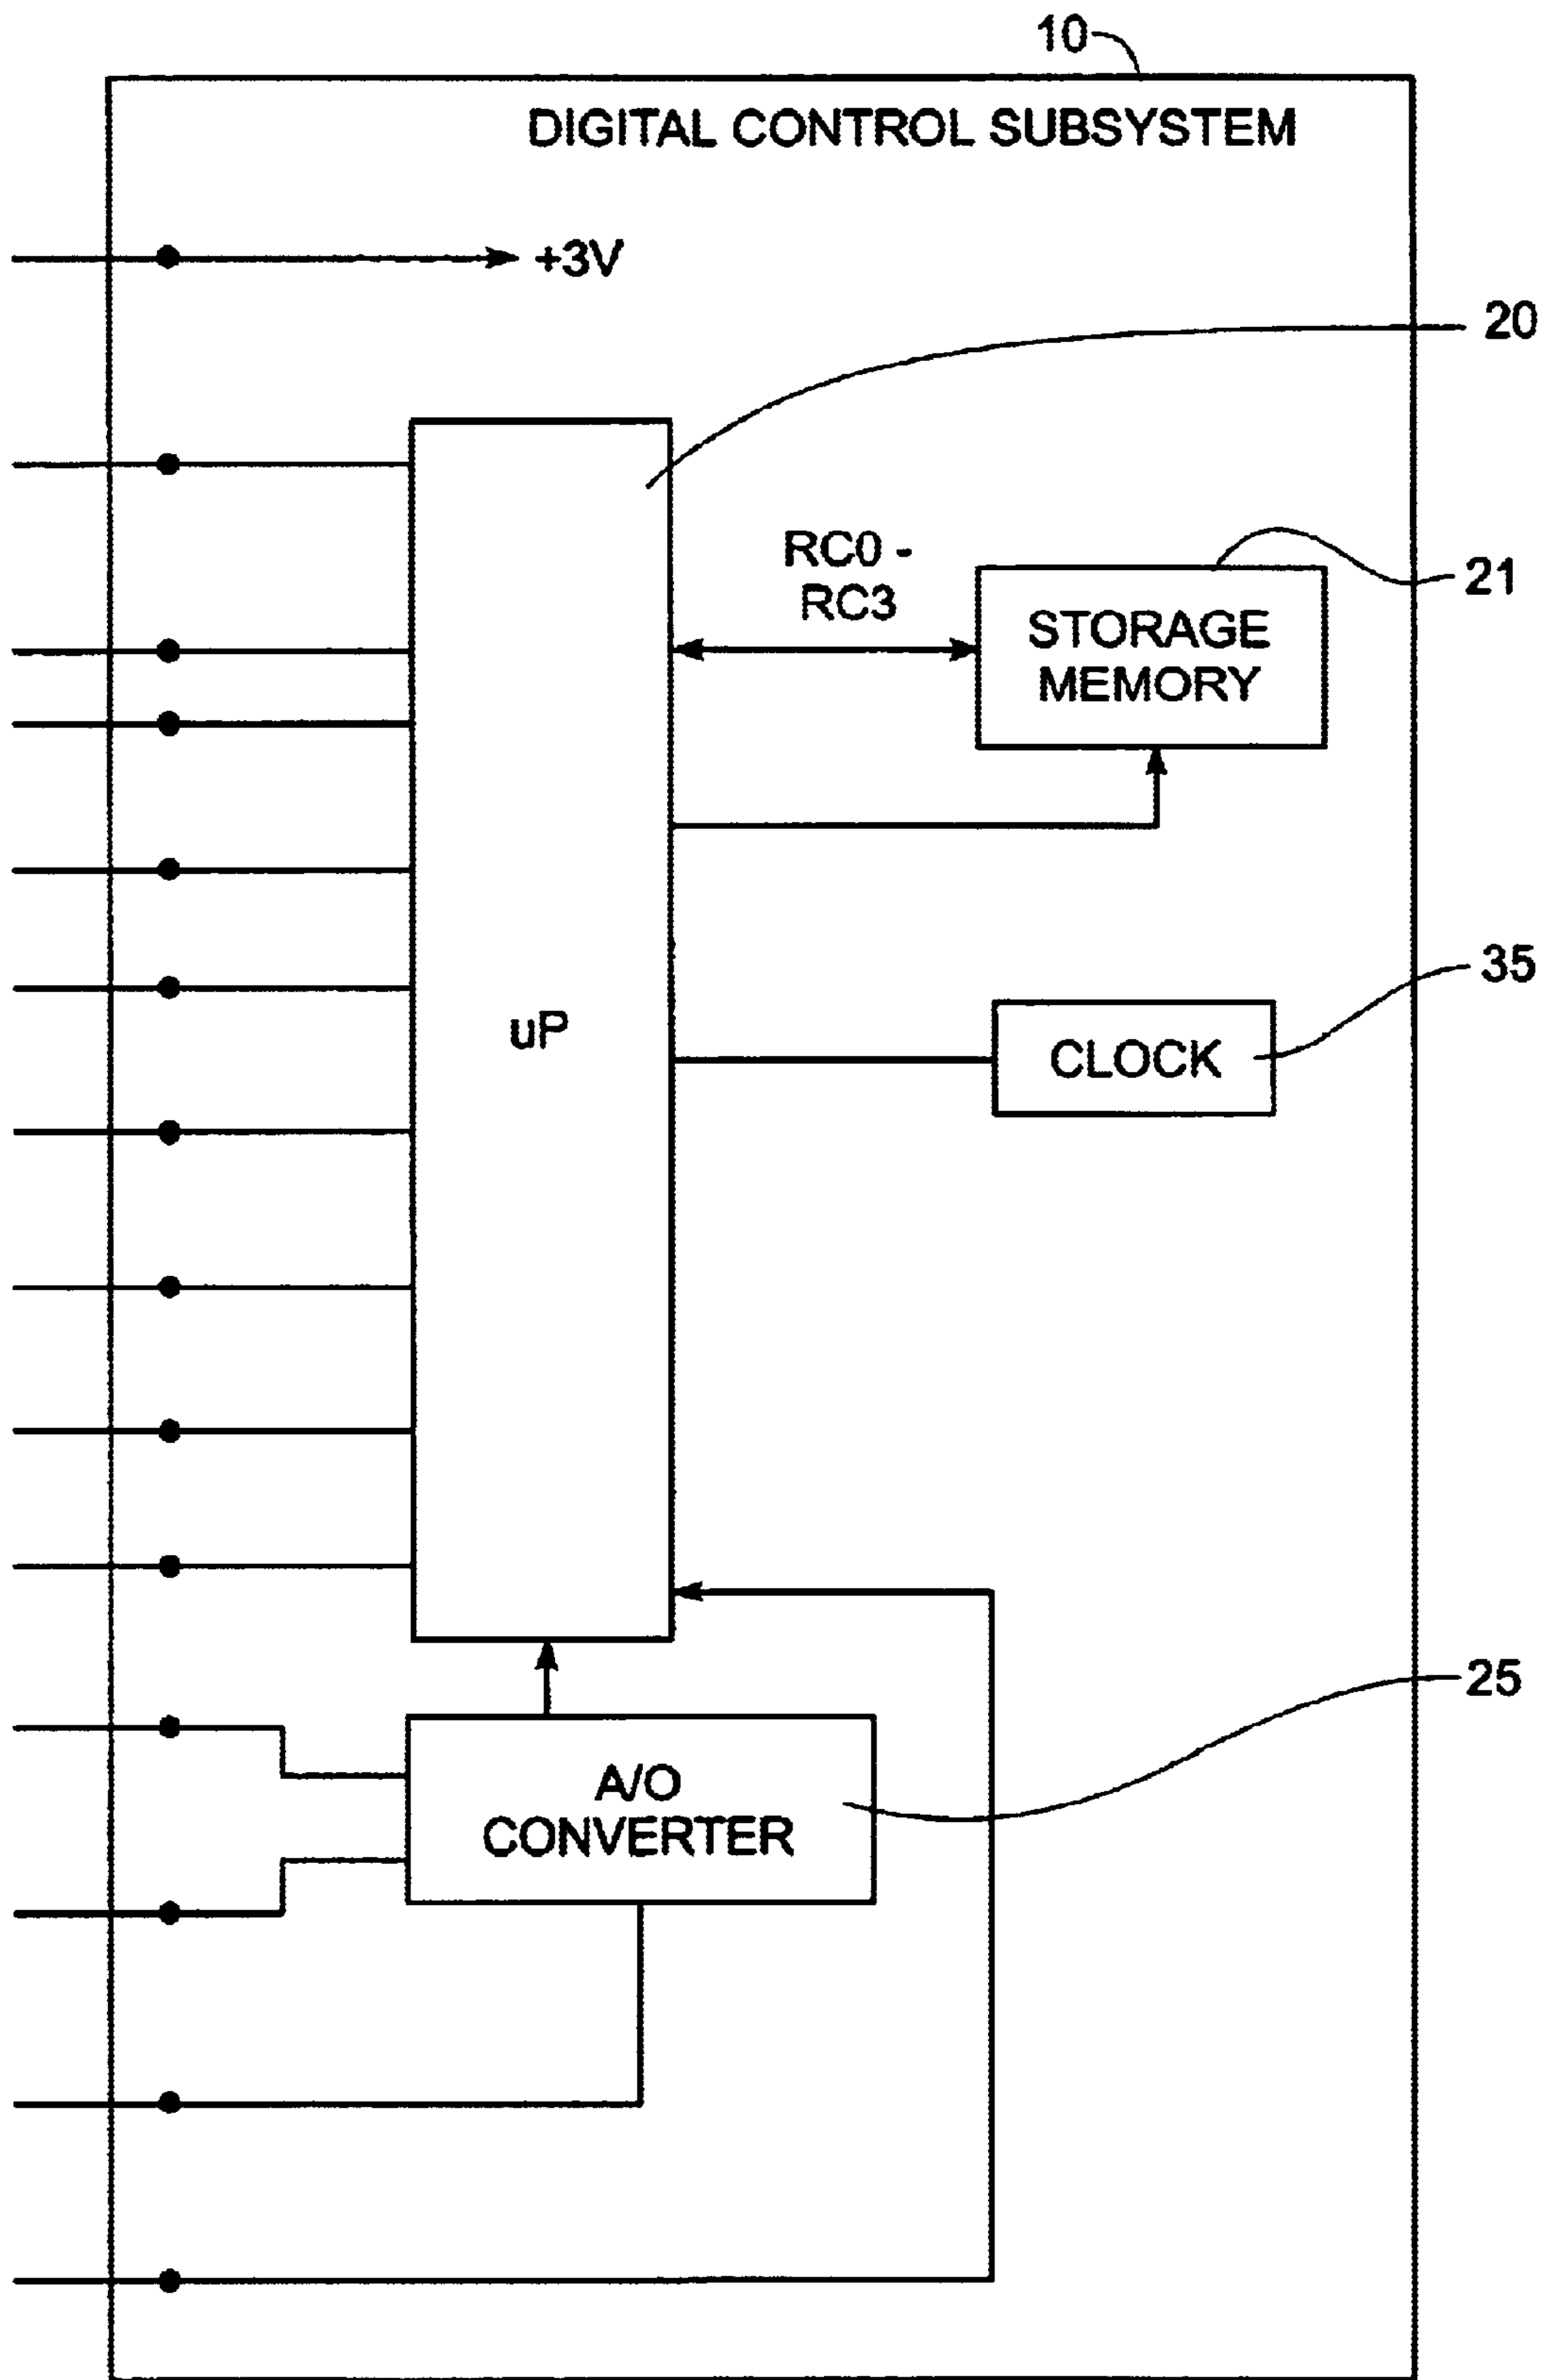 10
DIGITAL CONTROL SUBSYSTEM
+3V
20
RC0 -
RC3
21
STORAGE
MEMORY
35
uP
CLOCK
25
A/O
CONVERTER